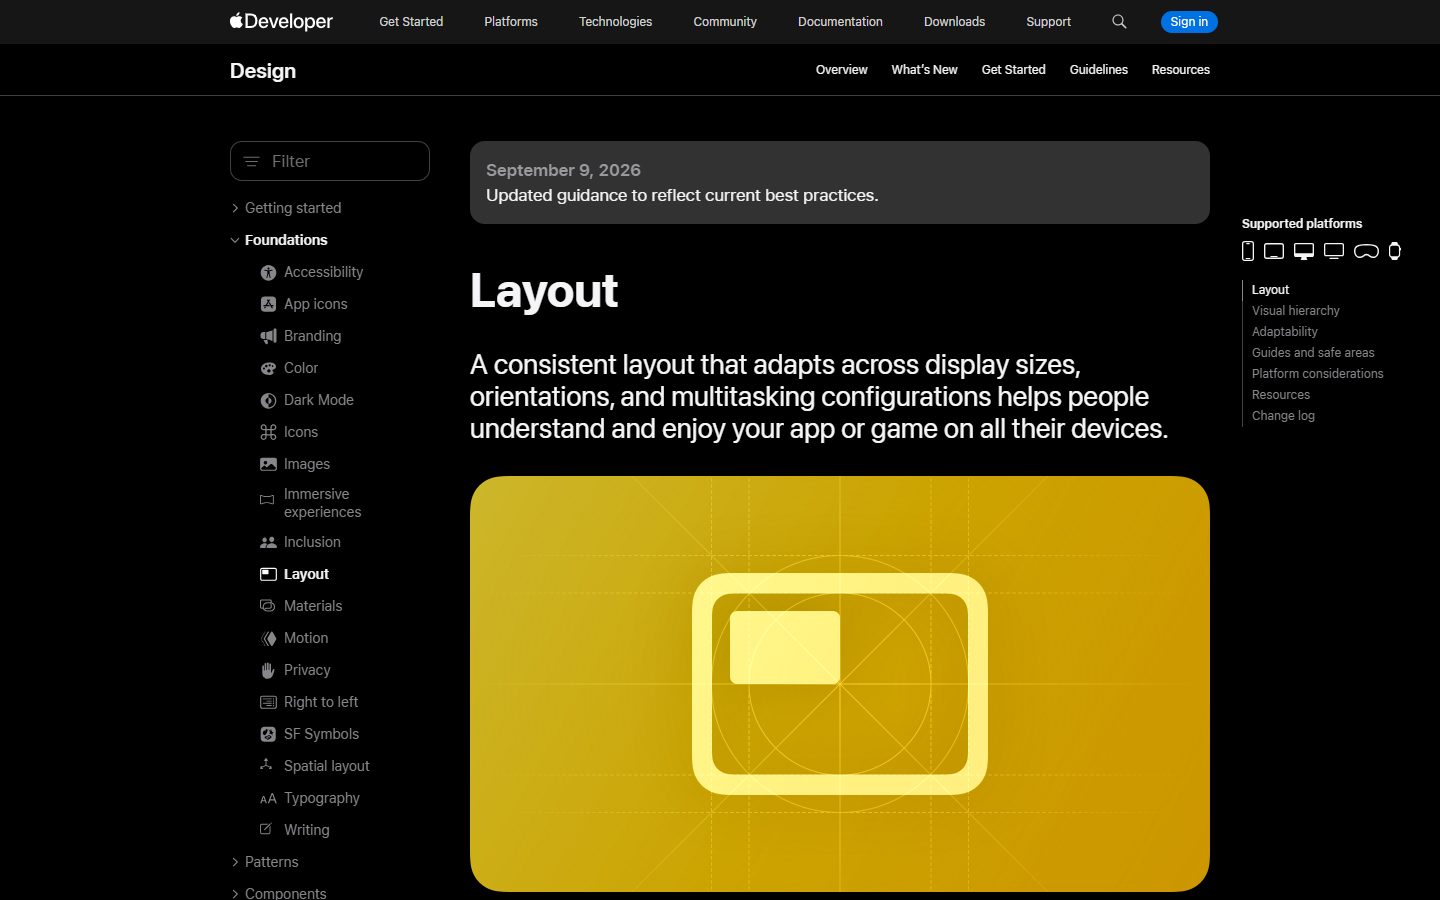 Developer
Get Started
Platforms
Technologies
Community
Documentation
Downloads
Support
Sign in
Design
Overview
What's New
Get Started
Guidelines
Resources
Filter
Getting started
Foundations
Accessibility
App icons
Branding
Color
Dark Mode
Icons
Images
Immersive
experiences
Inclusion
Layout
Materials
Motion
Privacy
Right to left
SF Symbols
Spatial layout
Typography
Writing
Patterns
Components
September 9, 2026
Updated guidance to reflect current best practices.
Layout
A consistent layout that adapts across display sizes,
orientations, and multitasking configurations helps people
understand and enjoy your app or game on all their devices.
Supported platforms
Layout
Visual hierarchy
Adaptability
Guides and safe areas
Platform considerations
Resources
Change log